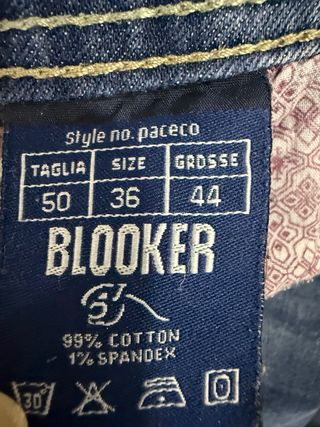 style no. paceco
TAGLIA SIZE GROSSE
50 36 44
BLOOKER
99% COTTON
1% SPANDEX
30°